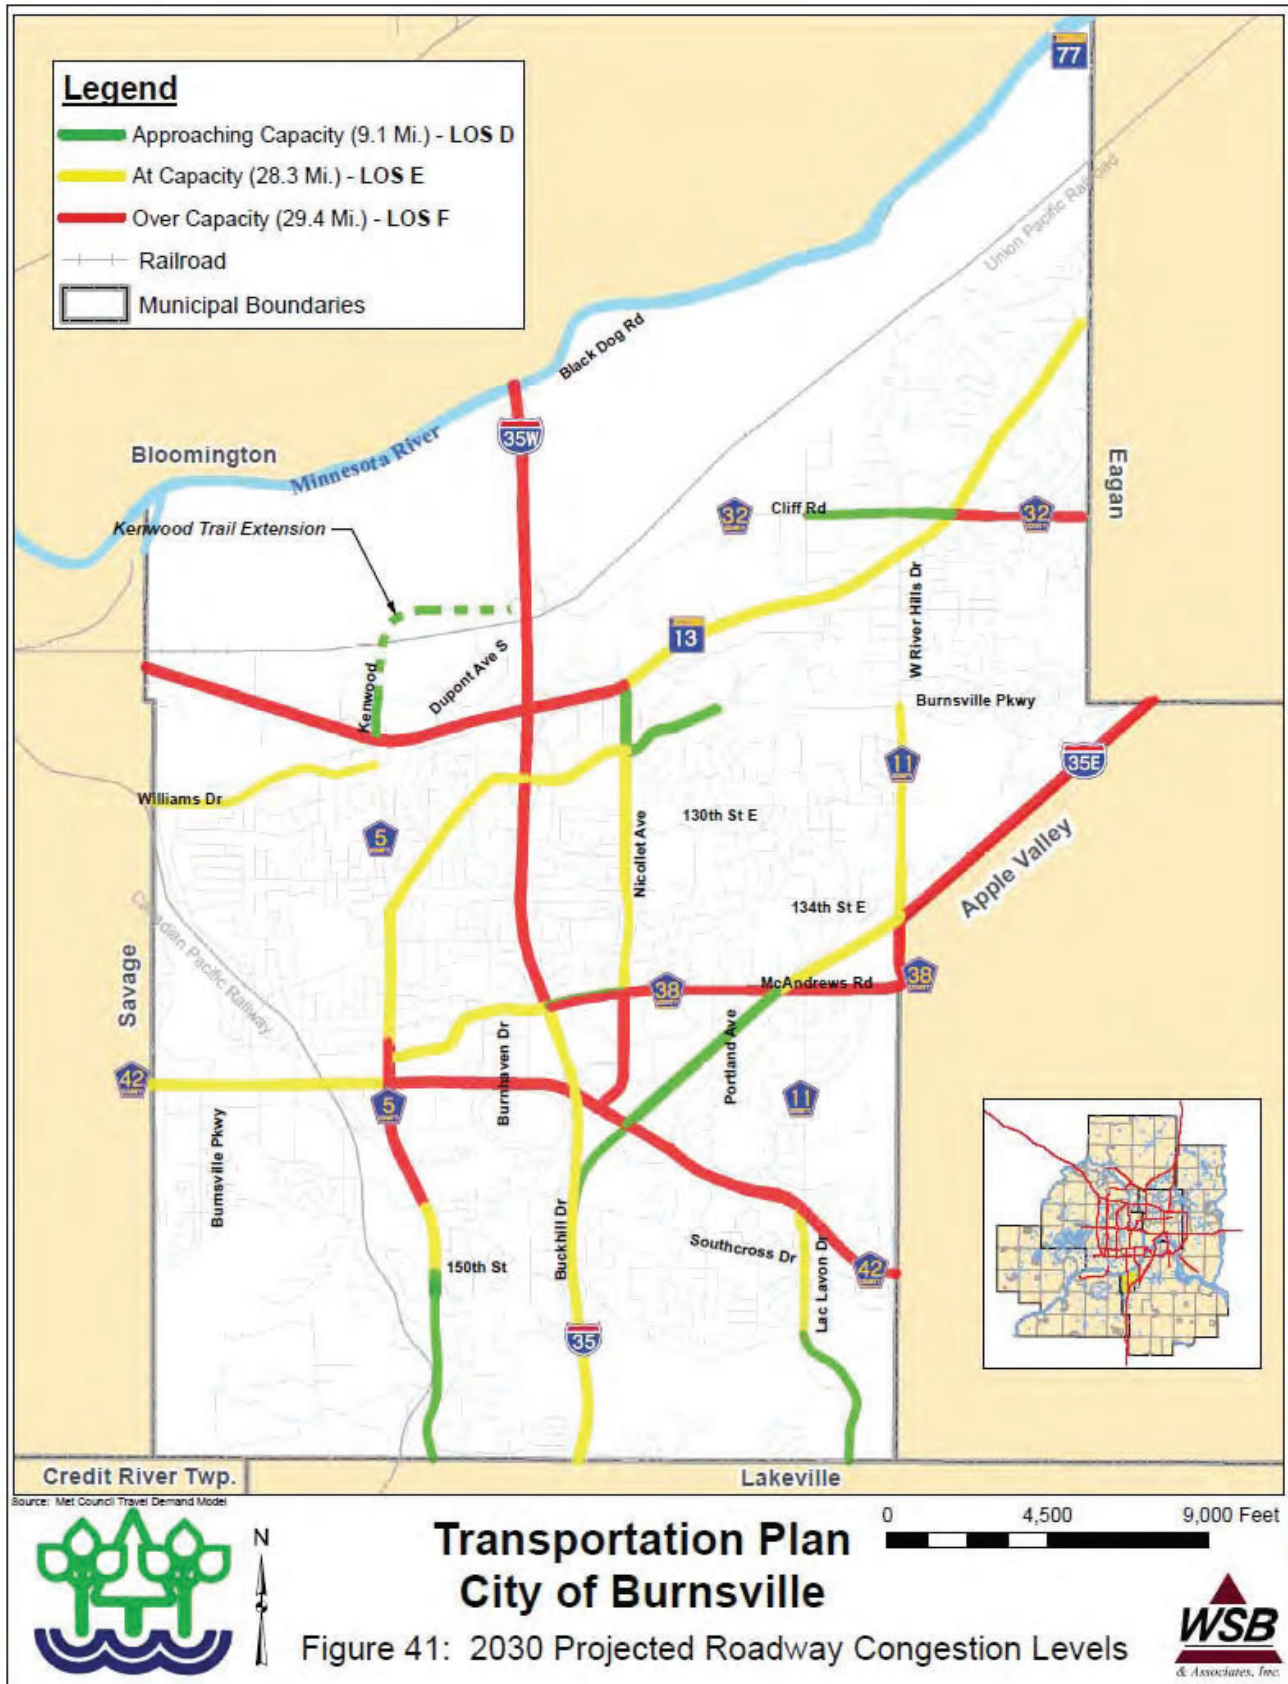 77
Legend
Approaching Capacity (9.1 Mi.) - LOS D
At Capacity (28.3 Mi.) - LOS E
Over Capacity (29.4 Mi.) - LOS F
Railroad
Municipal Boundaries
Union Pacific Railroad
Black Dog Rd
35W
Bloomington
Minnesota River
Eagan
Kenwood Trail Extension
32
Cliff Rd
32
W River Hills Dr
13
Kenwood
Dupont Ave S
Burnsville Pkwy
11
35E
Williams Dr
5
130th St E
Nicollet Ave
Apple Valley
134th St E
Canadian Pacific Railway
Savage
38
McAndrews Rd
38
Burnhaven Dr
Portland Ave
42
5
11
Burnsville Pkwy
Buckhill Dr
Southcross Dr
Lac Lavon Dr
42
150th St
35
Credit River Twp.
Lakeville
Source: Met Council Travel Demand Model
N
Transportation Plan
City of Burnsville
Figure 41: 2030 Projected Roadway Congestion Levels
0 4,500 9,000 Feet
WSB
& Associates, Inc.